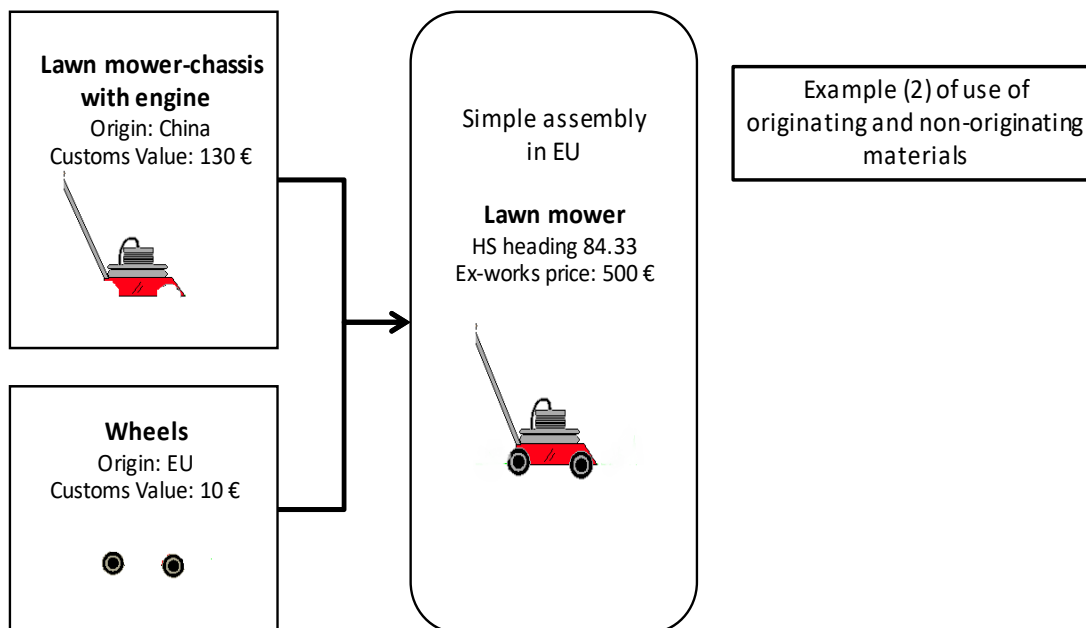 Lawn mower-chassis
with engine
Origin: China
Customs Value: 130 €
Wheels
Origin: EU
Customs Value: 10 €
Simple assembly
in EU
Lawn mower
HS heading 84.33
Ex-works price: 500 €
Example (2) of use of
originating and non-originating
materials